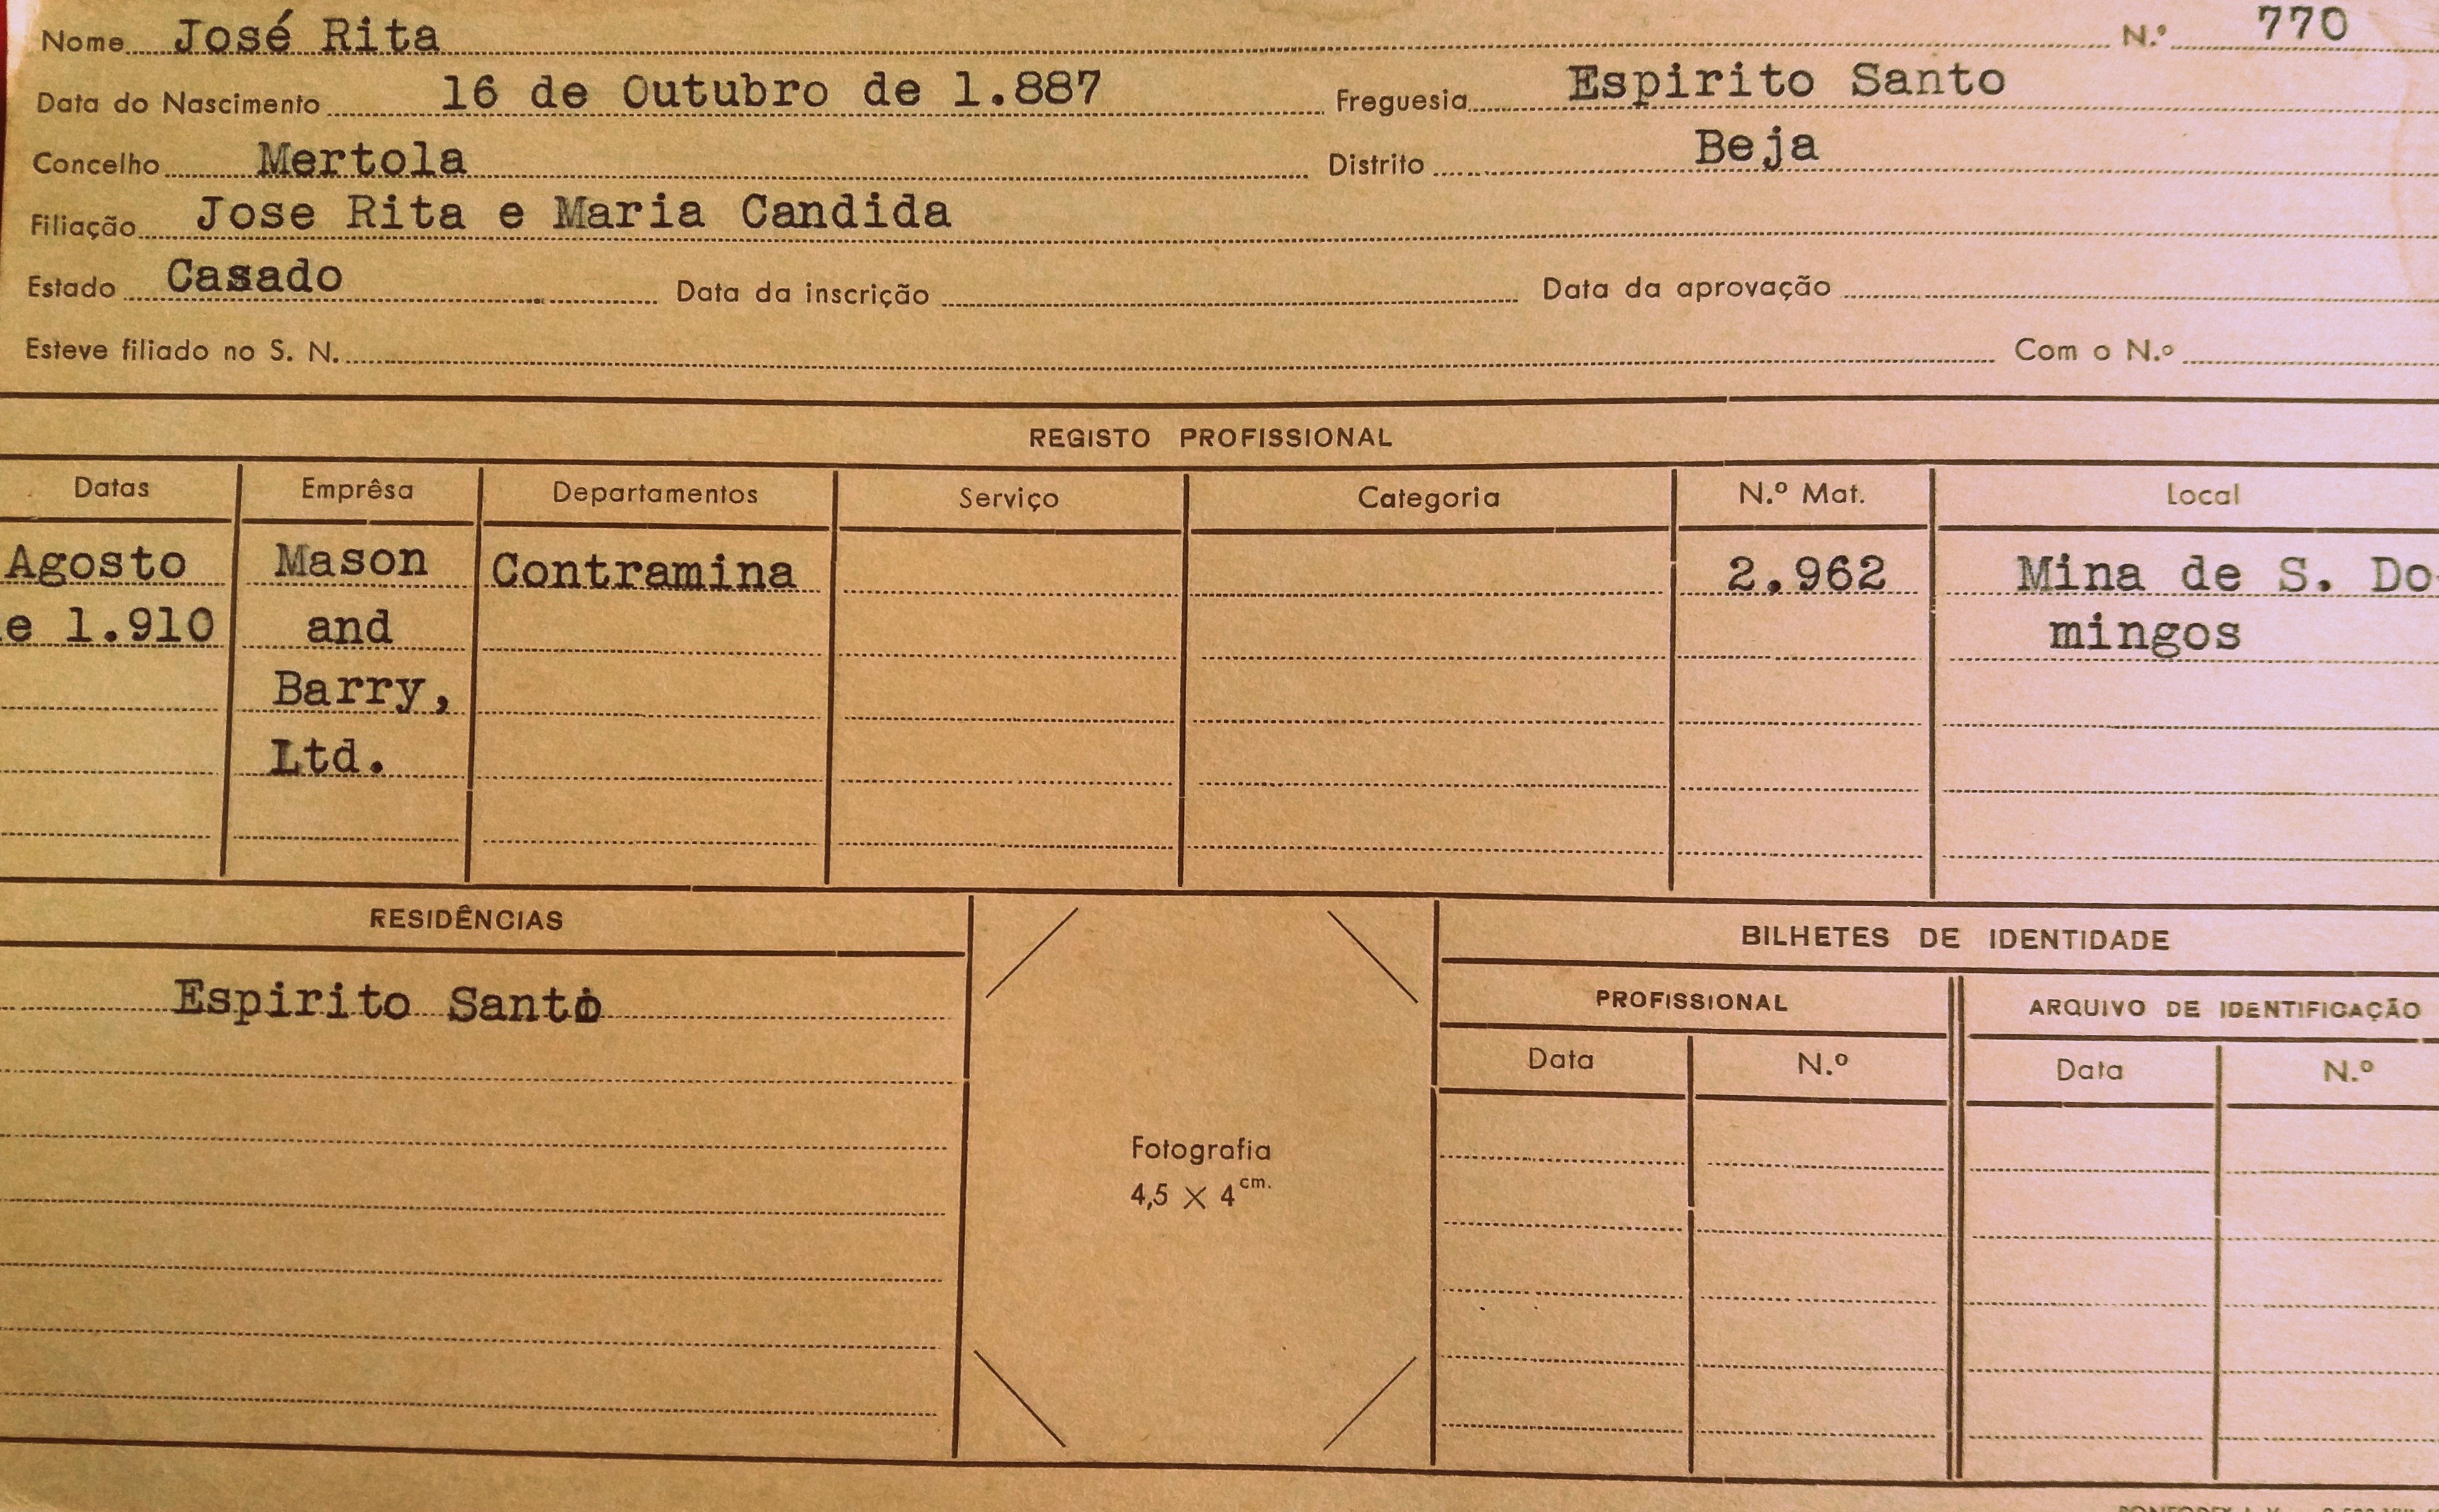 Nome José Rita N.º 770
Data do Nascimento 16 de Outubro de 1.887 Freguesia Espirito Santo
Concelho Mertola Distrito Beja
Filiação Jose Rita e Maria Candida
Estado Casado Data da inscrição Data da aprovação
Esteve filiado no S. N. Com o N.º
REGISTO PROFISSIONAL
Datas Emprêsa Departamentos Serviço Categoria N.º Mat. Local
Agosto Mason Contramina 2.962 Mina de S. Do-
e 1.910 and mingos
Barry,
Ltd.
RESIDÊNCIAS BILHETES DE IDENTIDADE
Espirito Santo PROFISSIONAL ARQUIVO DE IDENTIFICAÇÃO
Data N.º Data N.º
Fotografia
4,5 × 4 cm.